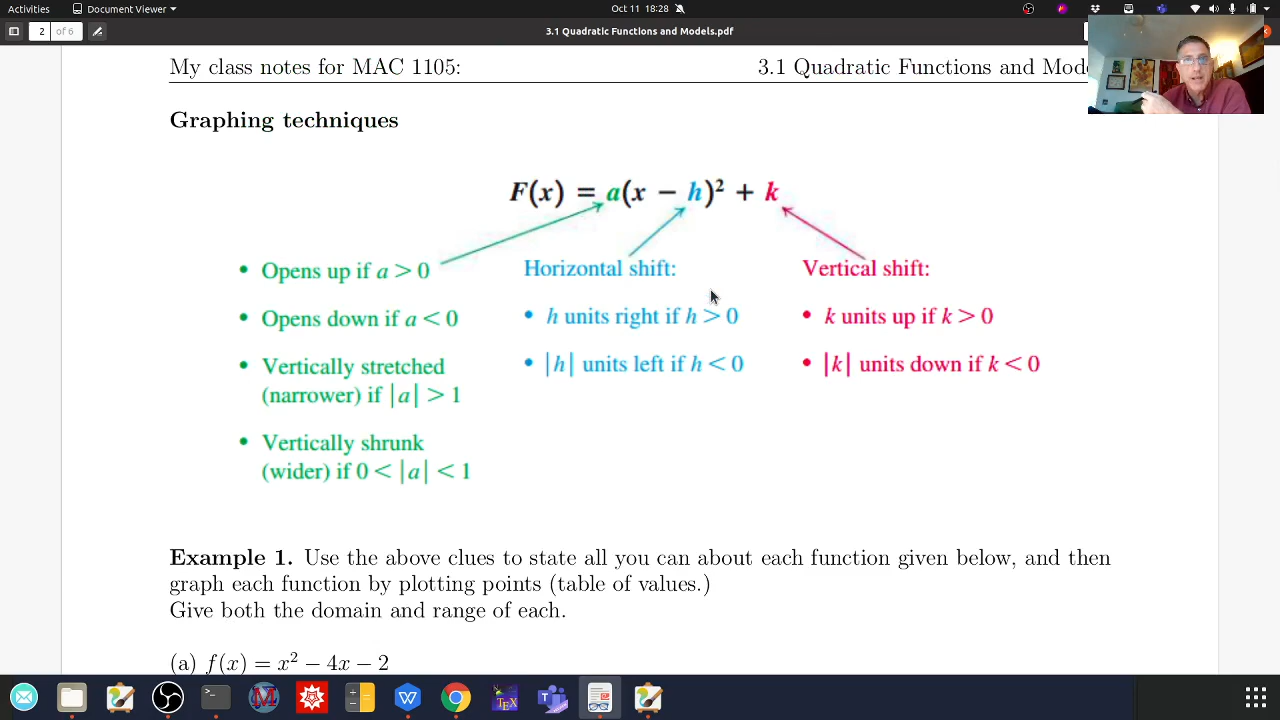 Activities Document Viewer Oct 11 18:28
2 of 6 3.1 Quadratic Functions and Models.pdf
My class notes for MAC 1105: 3.1 Quadratic Functions and Mod
Graphing techniques
F(x) = a(x − h)² + k
• Opens up if a > 0
• Opens down if a < 0
• Vertically stretched
(narrower) if |a| > 1
• Vertically shrunk
(wider) if 0 < |a| < 1
Horizontal shift:
• h units right if h > 0
• |h| units left if h < 0
Vertical shift:
• k units up if k > 0
• |k| units down if k < 0
Example 1. Use the above clues to state all you can about each function given below, and then
graph each function by plotting points (table of values.)
Give both the domain and range of each.
(a) f(x) = x² − 4x − 2